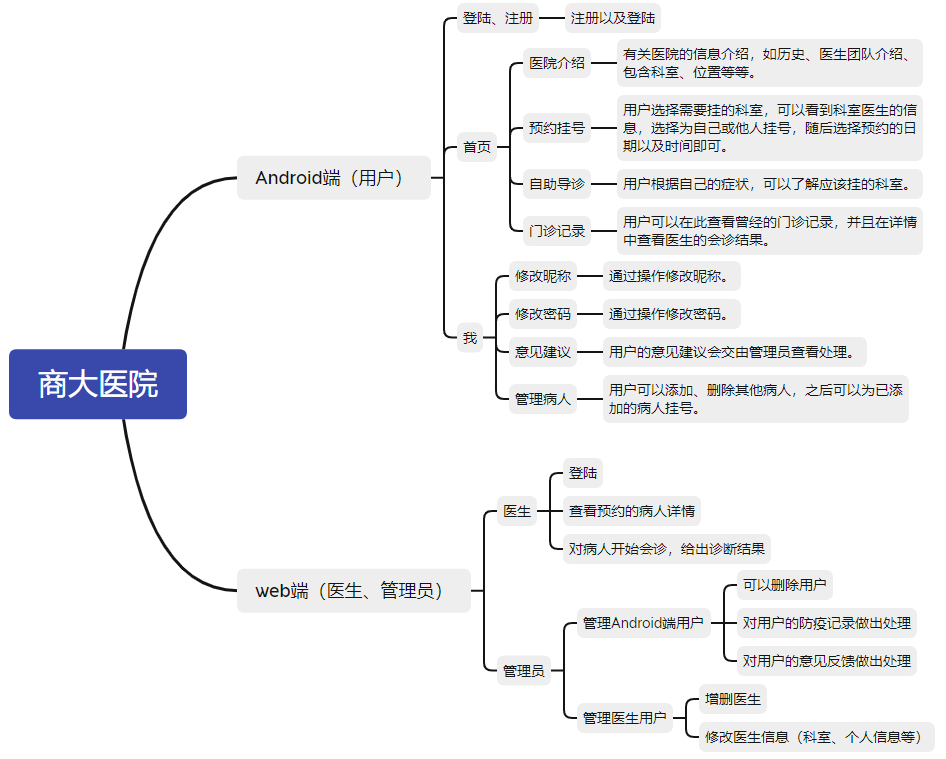 商大医院
Android端（用户）
登陆、注册
注册以及登陆
首页
医院介绍
有关医院的信息介绍，如历史、医生团队介绍、
包含科室、位置等等。
预约挂号
用户选择需要挂的科室，可以看到科室医生的信
息，选择为自己或他人挂号，随后选择预约的日
期以及时间即可。
自助导诊
用户根据自己的症状，可以了解应该挂的科室。
门诊记录
用户可以在此查看曾经的门诊记录，并且在详情
中查看医生的会诊结果。
我
修改昵称
通过操作修改昵称。
修改密码
通过操作修改密码。
意见建议
用户的意见建议会交由管理员查看处理。
管理病人
用户可以添加、删除其他病人，之后可以为已添
加的病人挂号。
web端（医生、管理员）
医生
登陆
查看预约的病人详情
对病人开始会诊，给出诊断结果
管理员
管理Android端用户
可以删除用户
对用户的防疫记录做出处理
对用户的意见反馈做出处理
管理医生用户
增删医生
修改医生信息（科室、个人信息等）